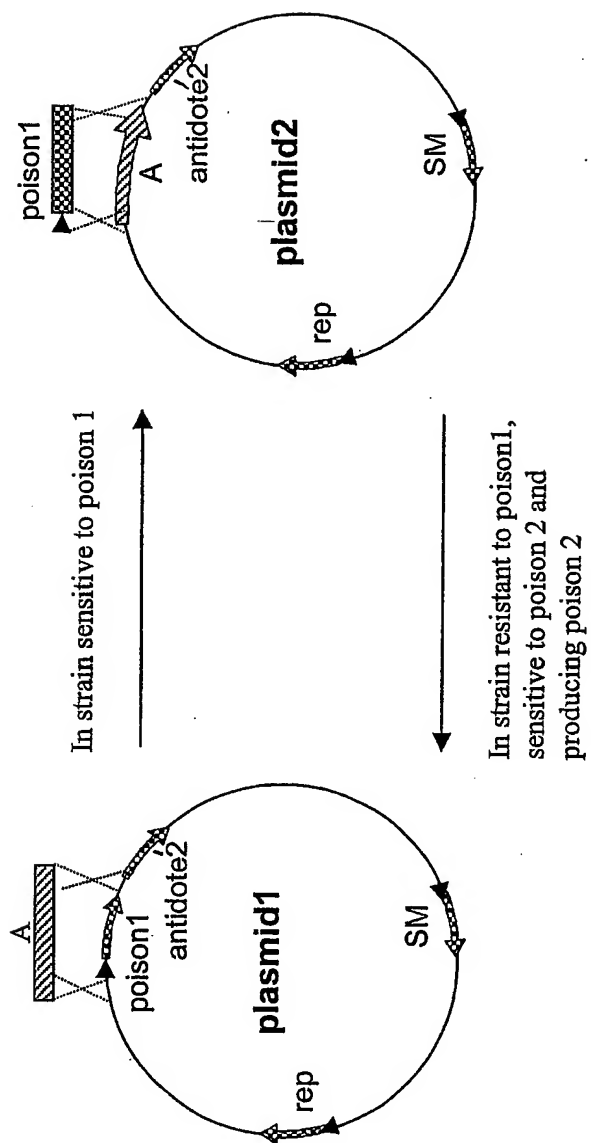 A
poison1
antidote2
plasmid1
rep
SM
In strain sensitive to poison 1
In strain resistant to poison1,
sensitive to poison 2 and
producing poison 2
poison1
A
antidote2
plasmid2
rep
SM